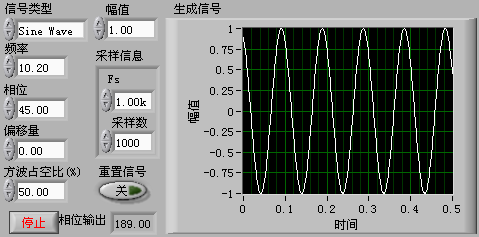 信号类型
Sine Wave
频率
10.20
相位
45.00
偏移量
0.00
方波占空比(%)
50.00
停止
幅值
1.00
采样信息
Fs
1.00k
采样数
1000
重置信号
关
相位输出
189.00
生成信号
幅值
1
0.75
0.5
0.25
0
-0.25
-0.5
-0.75
-1
0 0.1 0.2 0.3 0.4 0.5
时间